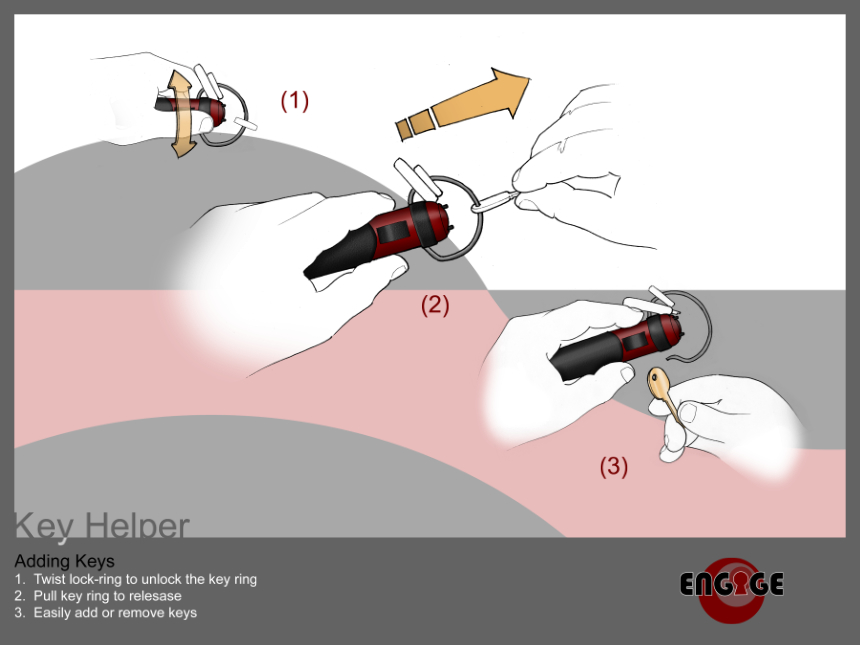 (1)
(2)
(3)
Key Helper
Adding Keys
1. Twist lock-ring to unlock the key ring
2. Pull key ring to relesase
3. Easily add or remove keys
ENGAGE